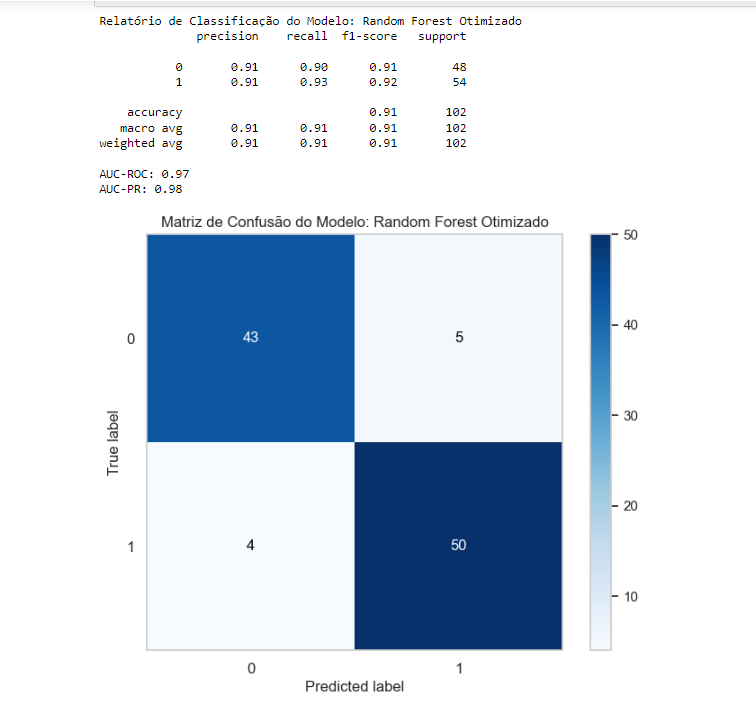 Relatório de Classificação do Modelo: Random Forest Otimizado
precision recall f1-score support
0 0.91 0.90 0.91 48
1 0.91 0.93 0.92 54
accuracy 0.91 102
macro avg 0.91 0.91 0.91 102
weighted avg 0.91 0.91 0.91 102
AUC-ROC: 0.97
AUC-PR: 0.98
Matriz de Confusão do Modelo: Random Forest Otimizado
50
40
30
20
10
True label
0
43 5
1
4 50
0 1
Predicted label